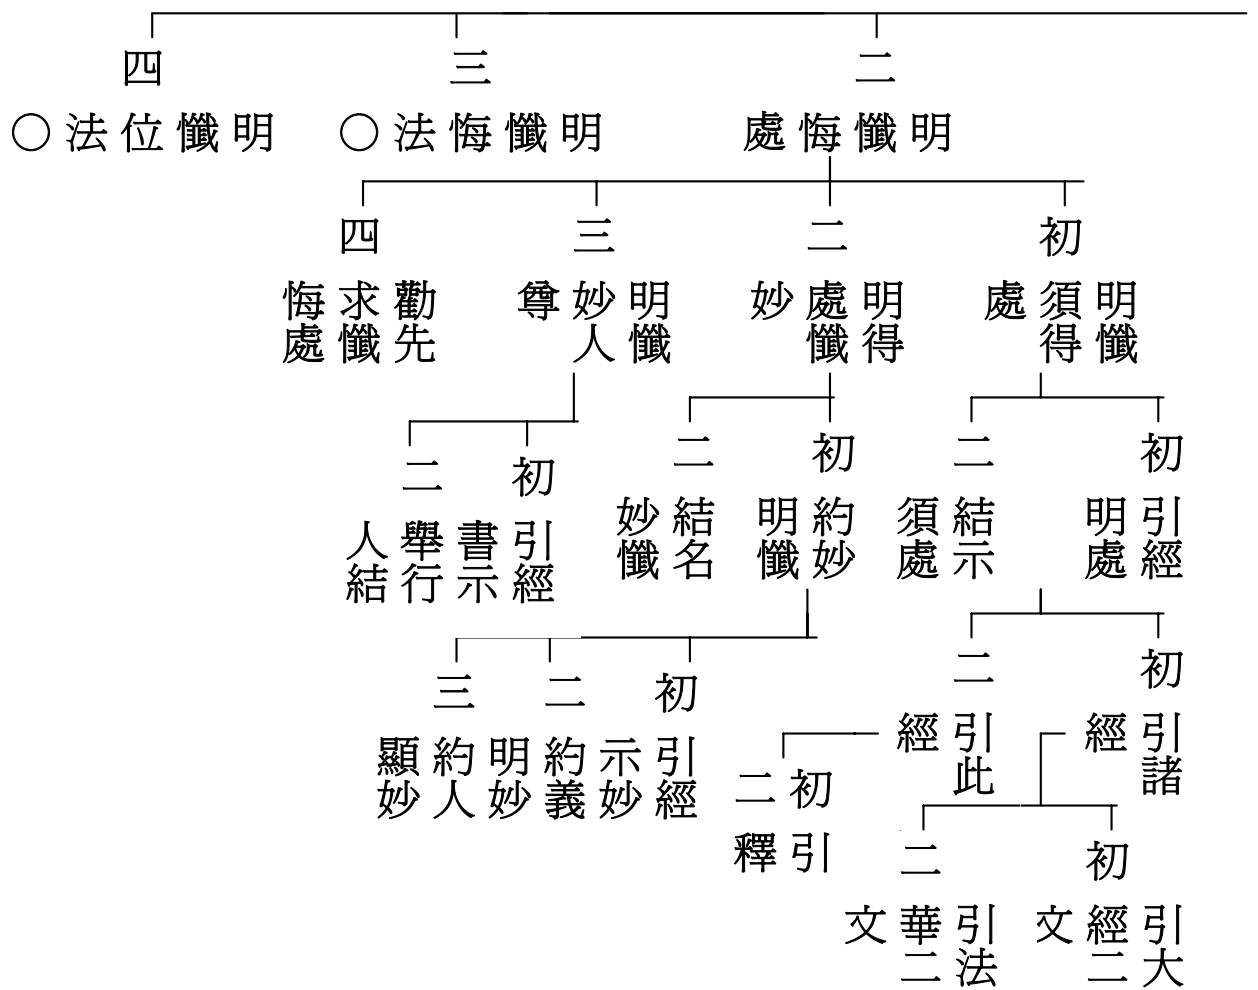 二 明懺悔處
三 明懺悔法○
四 明懺位法○
初 明懺須得處
二 明得處懺妙
三 明懺妙人尊
四 勸先求懺悔處
初 引經明處
二 結示須處
初 約妙明懺
二 結名妙懺
初 引經書示
二 舉行人結
初 引諸經
二 引此經
初 引經示妙
二 約義明妙
三 約人顯妙
初 引
二 釋
初 引大經二文
二 引法華二文